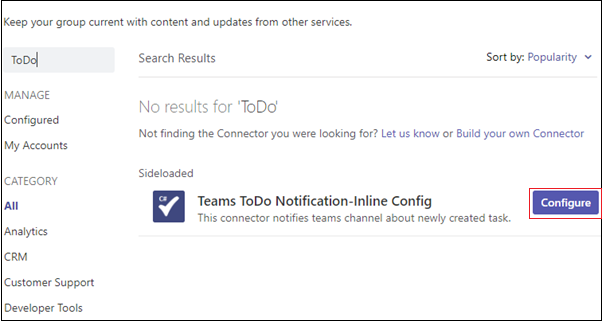 Keep your group current with content and updates from other services.
ToDo
Search Results
Sort by: Popularity
MANAGE
Configured
My Accounts
CATEGORY
All
Analytics
CRM
Customer Support
Developer Tools
No results for 'ToDo'
Not finding the Connector you were looking for? Let us know or Build your own Connector
Sideloaded
C#
Teams ToDo Notification-Inline Config
This connector notifies teams channel about newly created task.
Configure